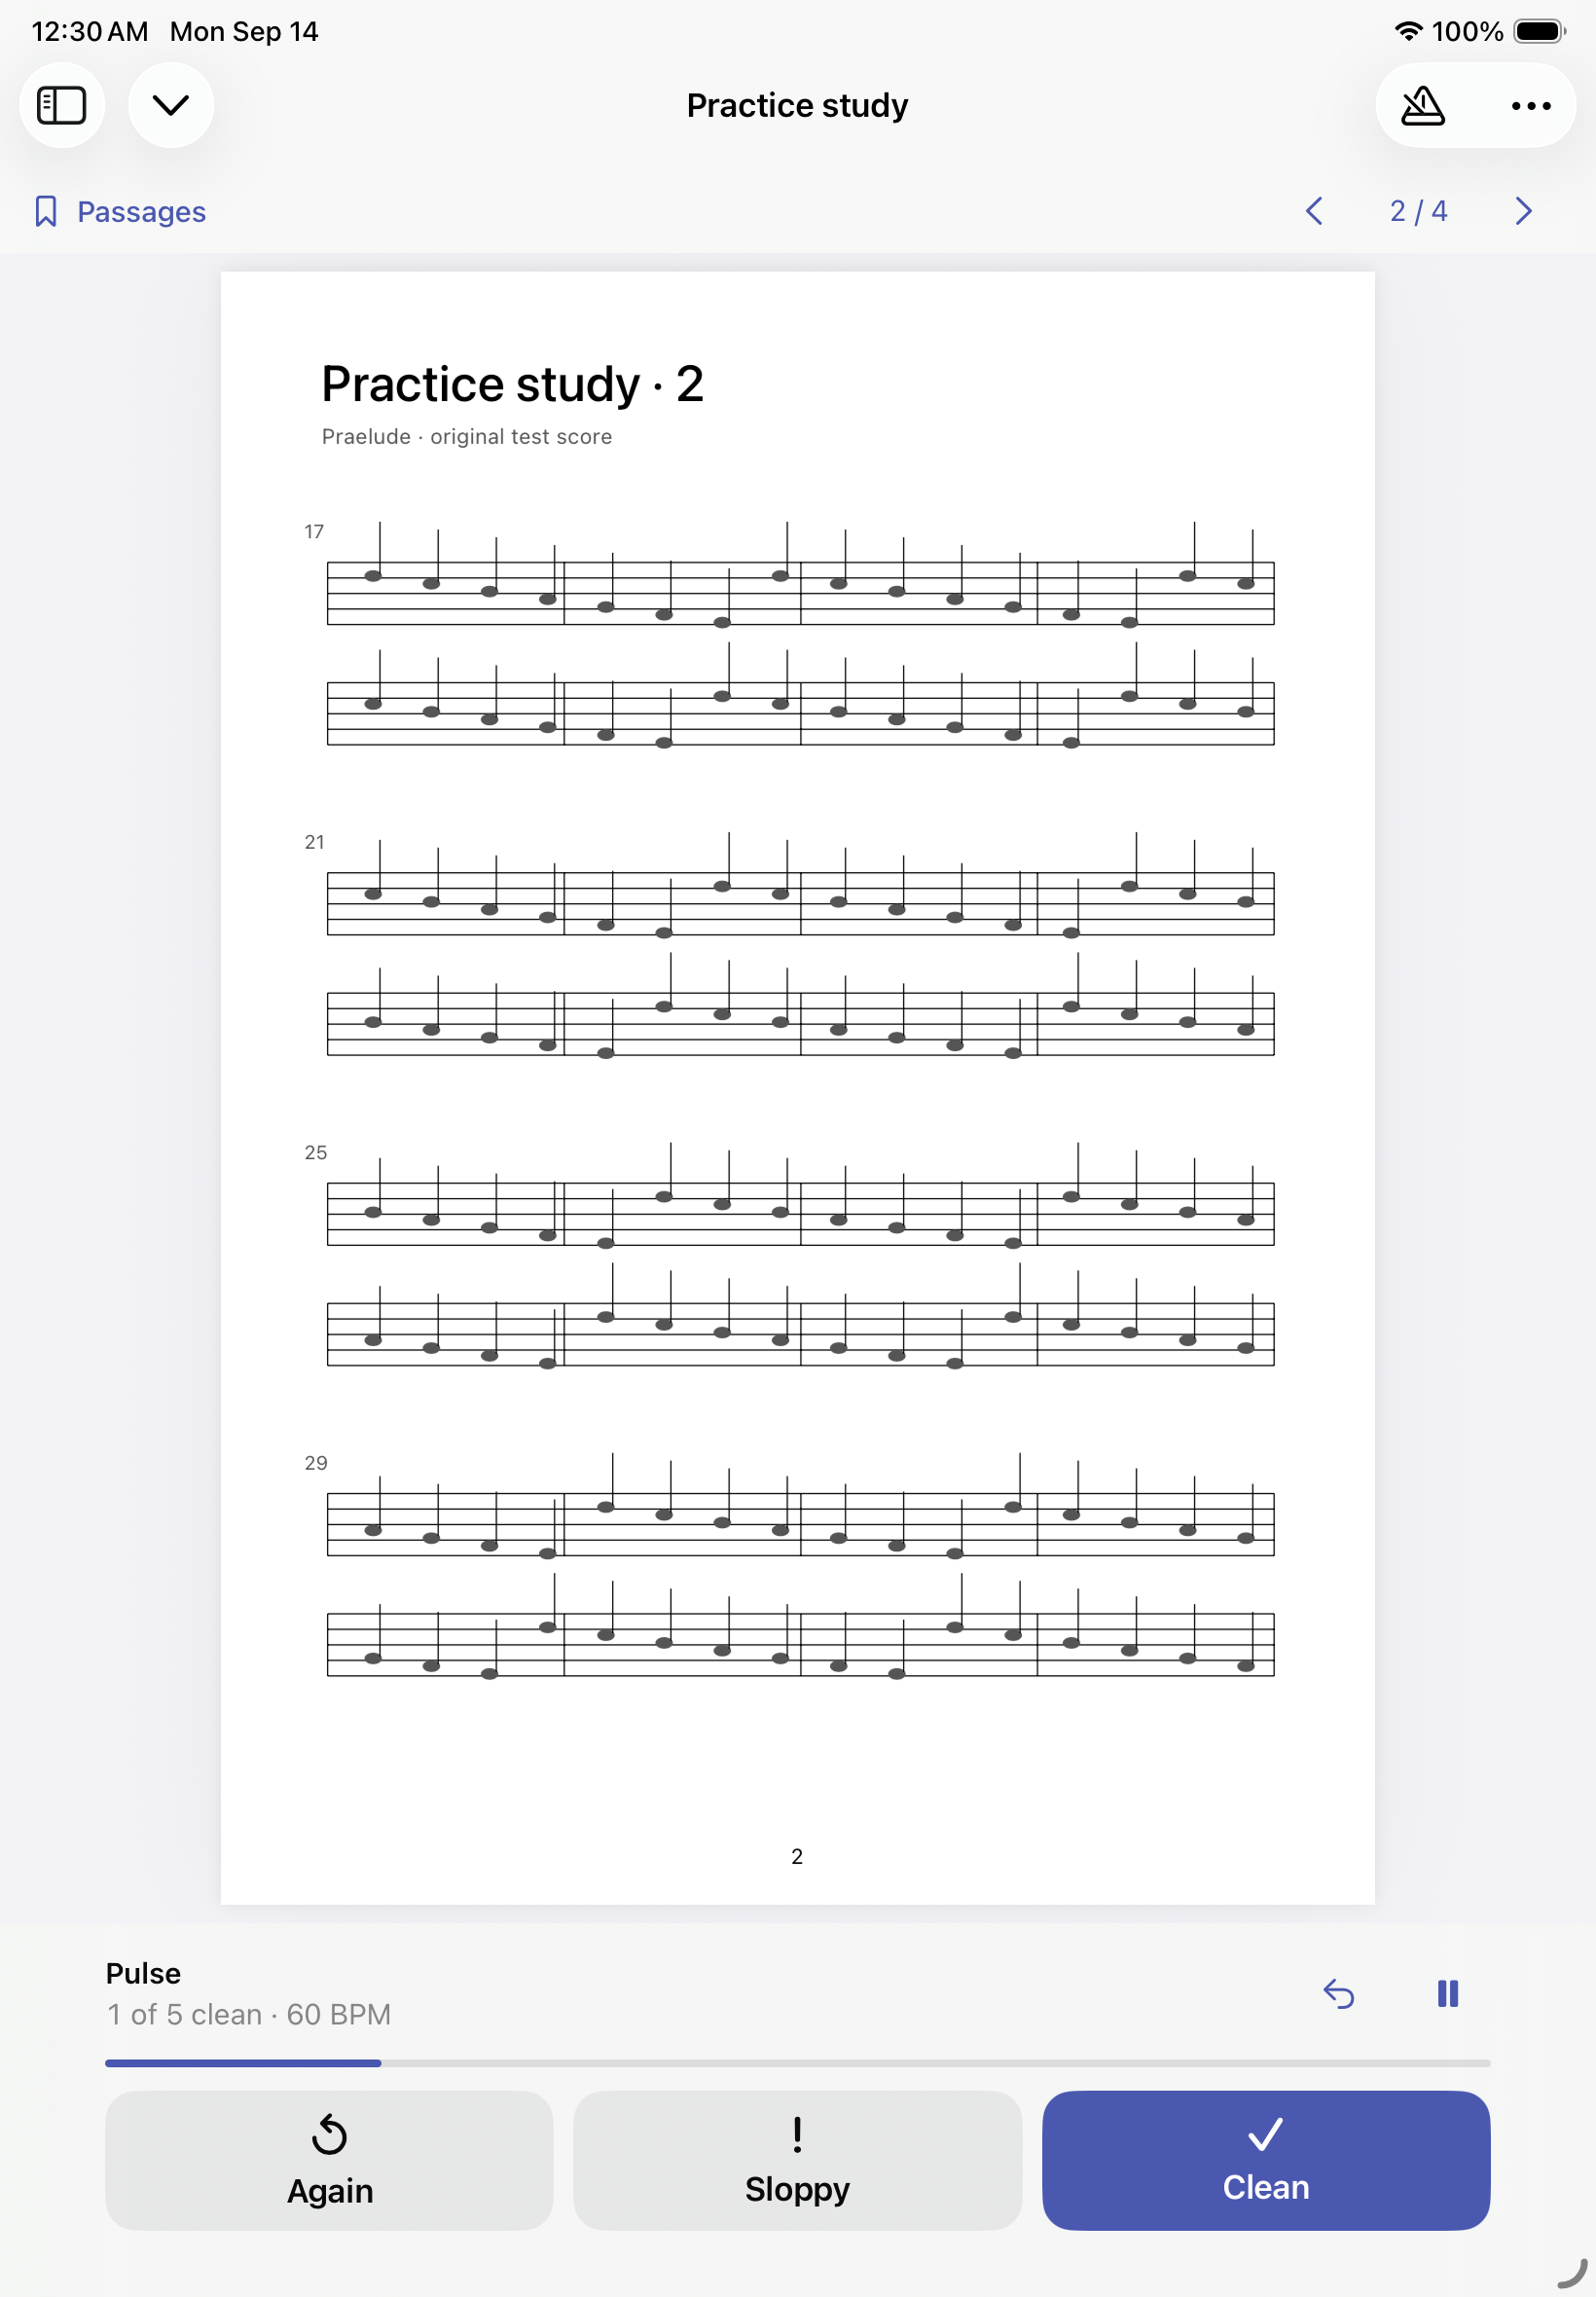 12:30 AM Mon Sep 14 100%
Practice study
Passages 2 / 4
Practice study · 2
Praelude · original test score
17
21
25
29
2
Pulse
1 of 5 clean · 60 BPM
Again Sloppy Clean